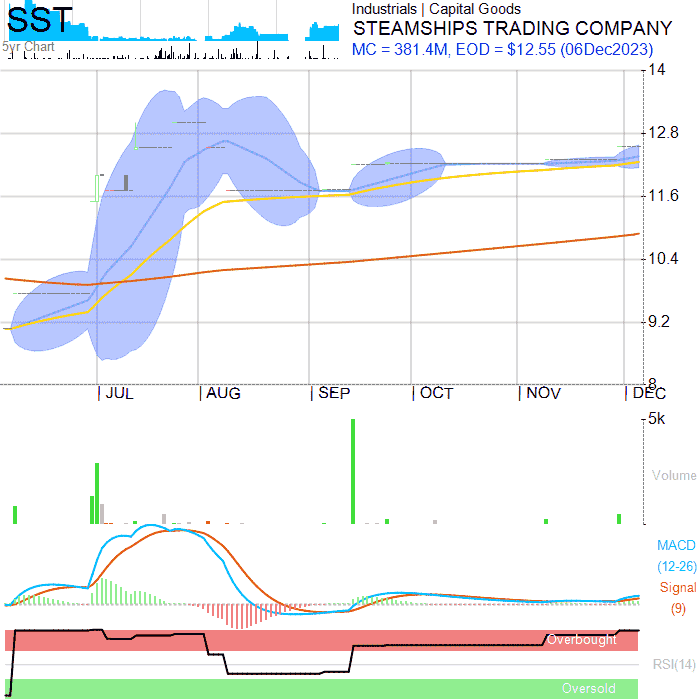 SST
5yr Chart
Industrials | Capital Goods
STEAMSHIPS TRADING COMPANY
MC = 381.4M, EOD = $12.55 (06Dec2023)
14
12.8
11.6
10.4
9.2
8
| JUL
| AUG
| SEP
| OCT
| NOV
| DEC
5k
Volume
MACD
(12-26)
Signal
(9)
Overbought
RSI(14)
Oversold